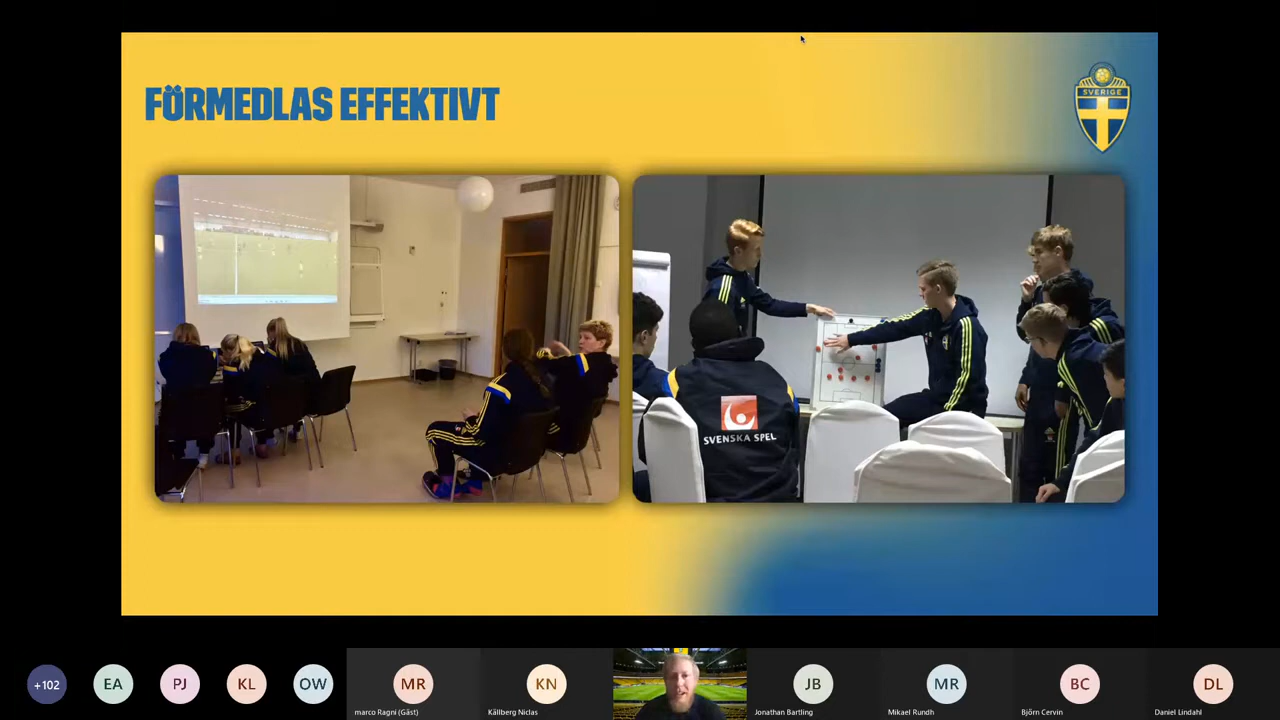 FÖRMEDLAS EFFEKTIVT
SVERIGE
SVENSKA SPEL
+102
EA
PJ
KL
OW
MR
KN
JB
MR
BC
DL
marco Ragni (Gäst)
Källberg Niclas
Jonathan Bartling
Mikael Rundh
Björn Cervin
Daniel Lindahl